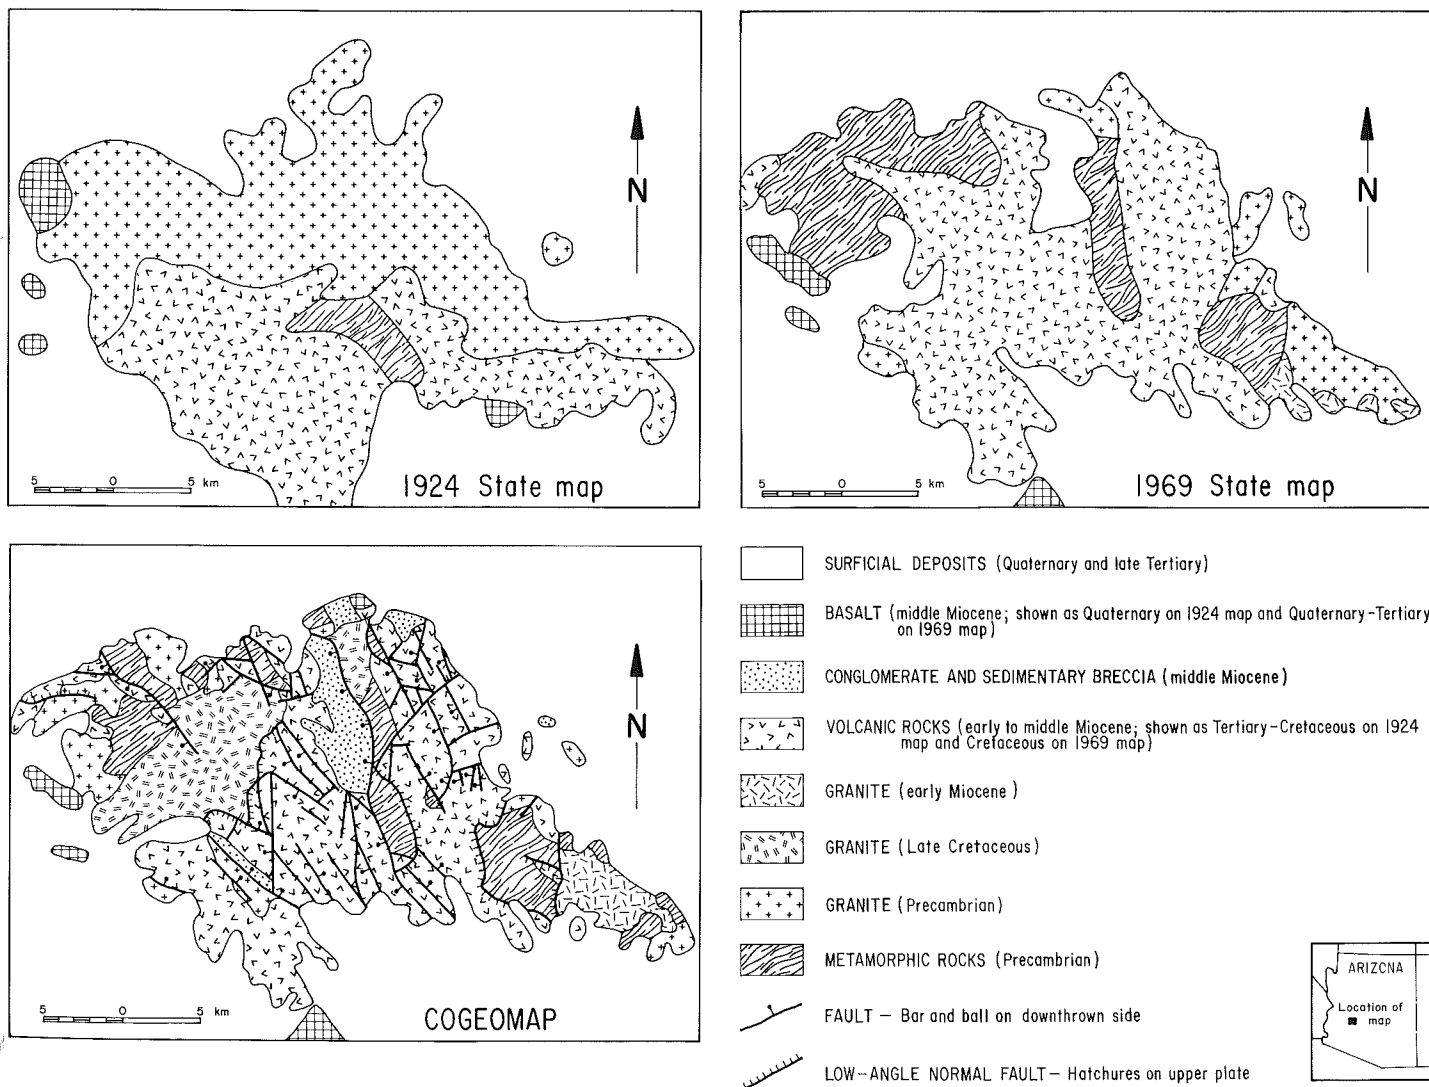 N
5 0 5 km
1924 State map
N
5 0 5 km
1969 State map
N
5 0 5 km
COGEOMAP
SURFICIAL DEPOSITS (Quaternary and late Tertiary)
BASALT (middle Miocene; shown as Quaternary on 1924 map and Quaternary-Tertiary
on 1969 map)
CONGLOMERATE AND SEDIMENTARY BRECCIA (middle Miocene)
VOLCANIC ROCKS (early to middle Miocene; shown as Tertiary-Cretaceous on 1924
map and Cretaceous on 1969 map)
GRANITE (early Miocene)
GRANITE (Late Cretaceous)
GRANITE (Precambrian)
METAMORPHIC ROCKS (Precambrian)
FAULT — Bar and ball on downthrown side
LOW-ANGLE NORMAL FAULT — Hatchures on upper plate
ARIZONA
Location of
map